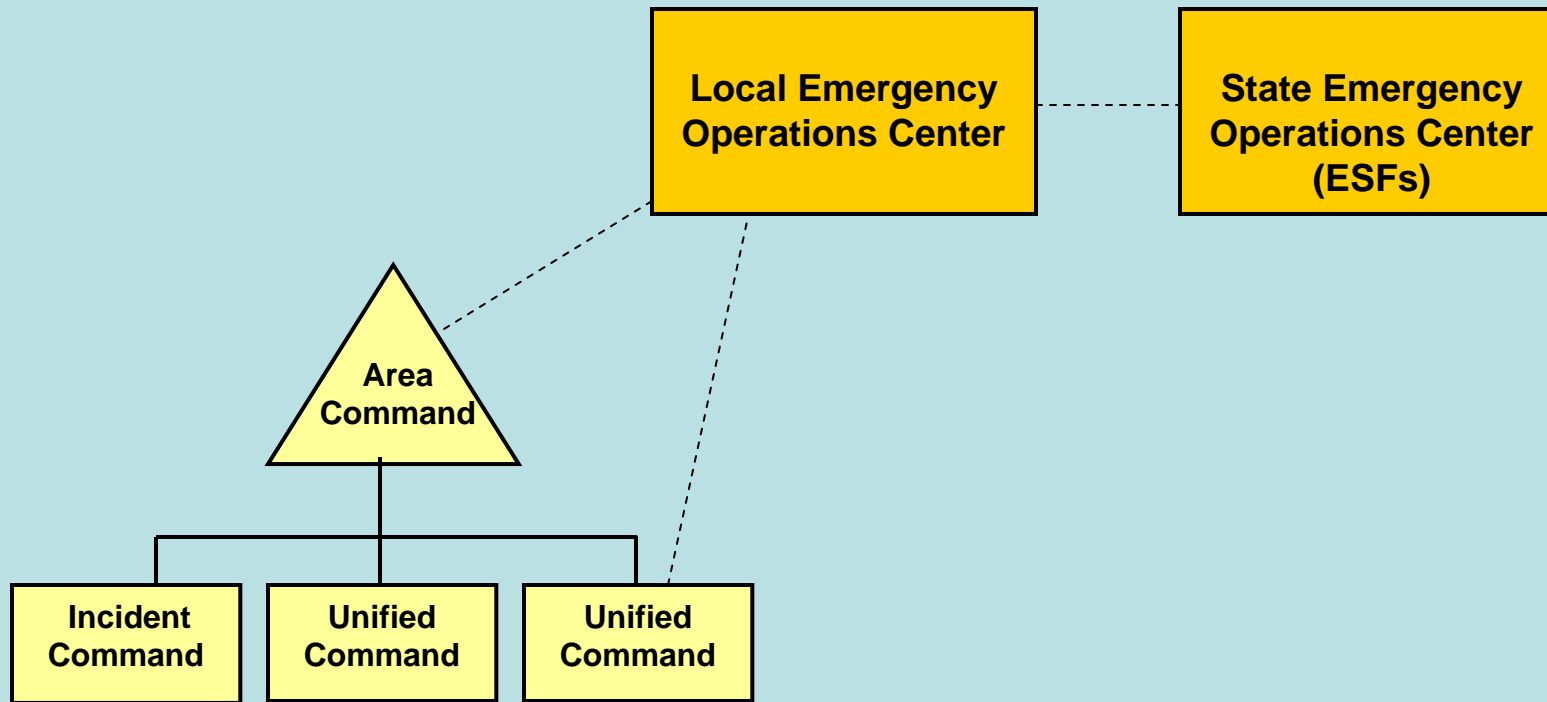 Local Emergency
Operations Center
State Emergency
Operations Center
(ESFs)
Area
Command
Incident
Command
Unified
Command
Unified
Command